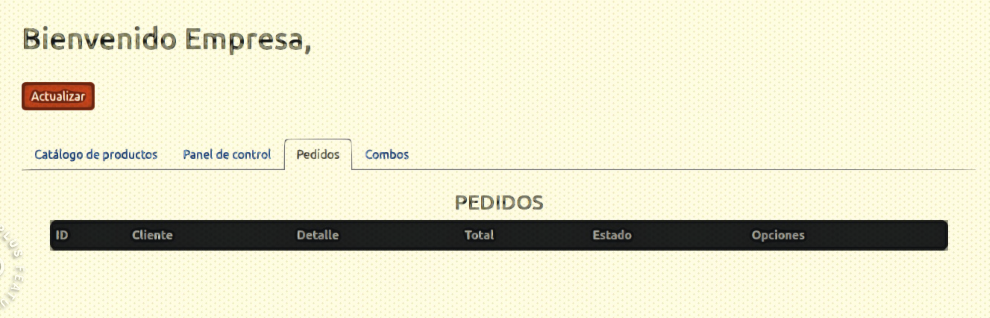 Bienvenido Empresa,
Actualizar
Catálogo de productos Panel de control Pedidos Combos
PEDIDOS
ID Cliente Detalle Total Estado Opciones